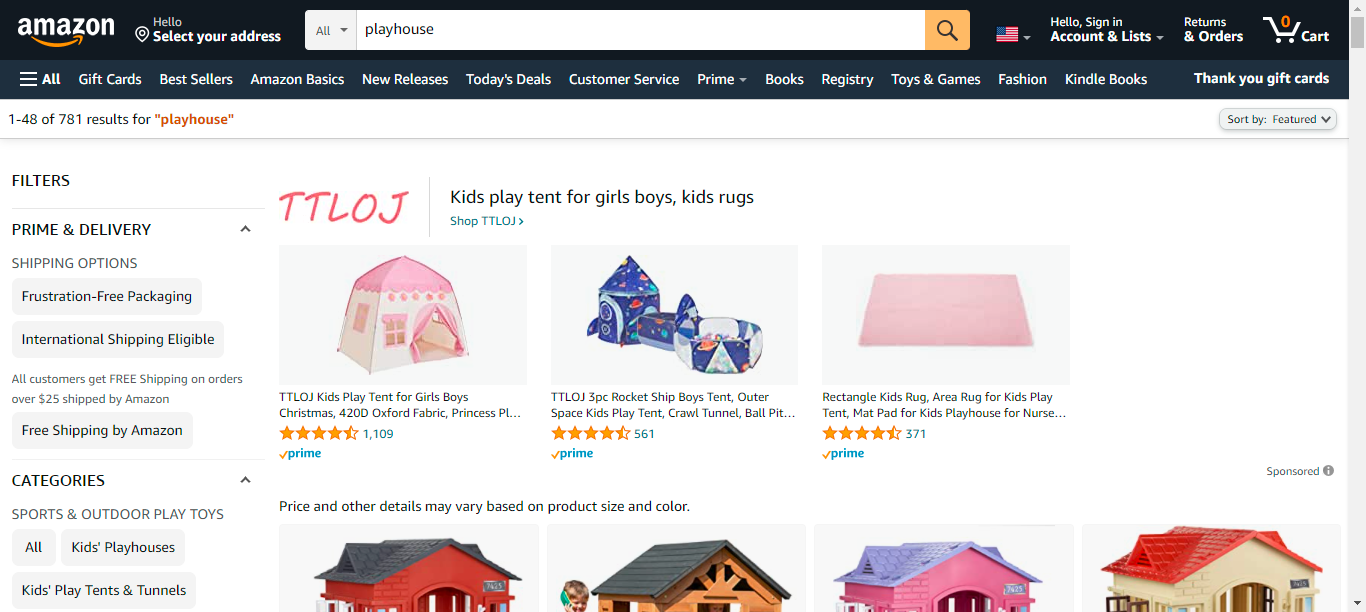 amazon
Hello
Select your address
All
playhouse
Hello, Sign in
Account & Lists
Returns
& Orders
0
Cart
All
Gift Cards
Best Sellers
Amazon Basics
New Releases
Today's Deals
Customer Service
Prime
Books
Registry
Toys & Games
Fashion
Kindle Books
Thank you gift cards
1-48 of 781 results for "playhouse"
Sort by: Featured
FILTERS
PRIME & DELIVERY
SHIPPING OPTIONS
Frustration-Free Packaging
International Shipping Eligible
All customers get FREE Shipping on orders
over $25 shipped by Amazon
Free Shipping by Amazon
CATEGORIES
SPORTS & OUTDOOR PLAY TOYS
All
Kids' Playhouses
Kids' Play Tents & Tunnels
TTLOJ
Kids play tent for girls boys, kids rugs
Shop TTLOJ ›
TTLOJ Kids Play Tent for Girls Boys
Christmas, 420D Oxford Fabric, Princess Pl…
1,109
prime
TTLOJ 3pc Rocket Ship Boys Tent, Outer
Space Kids Play Tent, Crawl Tunnel, Ball Pit…
561
prime
Rectangle Kids Rug, Area Rug for Kids Play
Tent, Mat Pad for Kids Playhouse for Nurse…
371
prime
Sponsored
Price and other details may vary based on product size and color.
7425
7425
7425